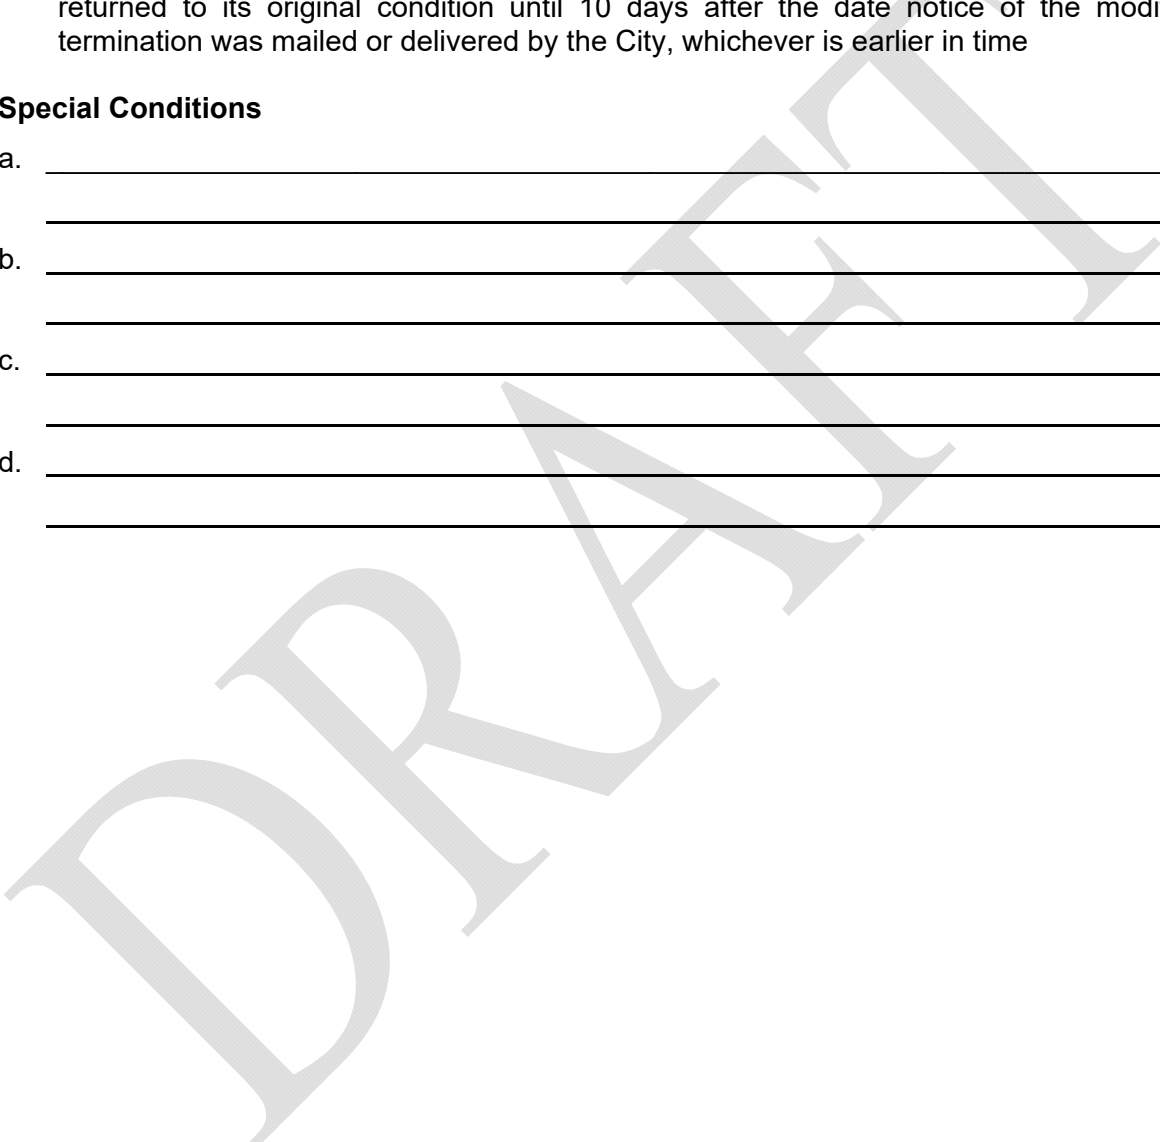 returned to its original condition until 10 days after the date notice of the modi
termination was mailed or delivered by the City, whichever is earlier in time
Special Conditions
a.
b.
c.
d.
DRAFT